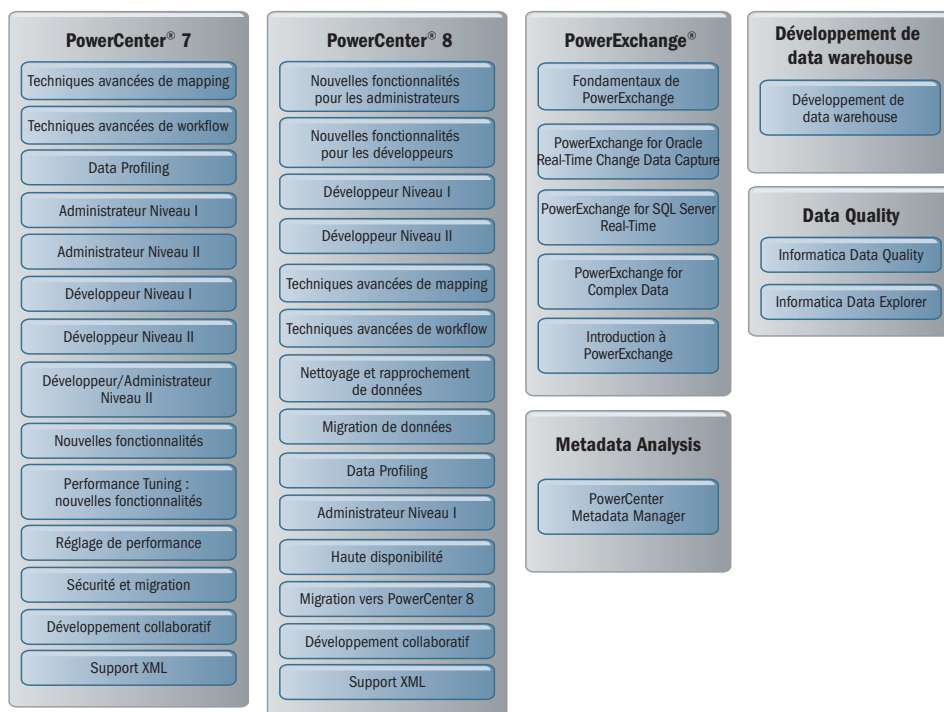 PowerCenter® 7
Techniques avancées de mapping
Techniques avancées de workflow
Data Profiling
Administrateur Niveau I
Administrateur Niveau II
Développeur Niveau I
Développeur Niveau II
Développeur/Administrateur
Niveau II
Nouvelles fonctionnalités
Performance Tuning :
nouvelles fonctionnalités
Réglage de performance
Sécurité et migration
Développement collaboratif
Support XML
PowerCenter® 8
Nouvelles fonctionnalités
pour les administrateurs
Nouvelles fonctionnalités
pour les développeurs
Développeur Niveau I
Développeur Niveau II
Techniques avancées de mapping
Techniques avancées de workflow
Nettoyage et rapprochement
de données
Migration de données
Data Profiling
Administrateur Niveau I
Haute disponibilité
Migration vers PowerCenter 8
Développement collaboratif
Support XML
PowerExchange®
Fondamentaux de
PowerExchange
PowerExchange for Oracle
Real-Time Change Data Capture
PowerExchange for SQL Server
Real-Time
PowerExchange for
Complex Data
Introduction à
PowerExchange
Metadata Analysis
PowerCenter
Metadata Manager
Développement de
data warehouse
Développement de
data warehouse
Data Quality
Informatica Data Quality
Informatica Data Explorer